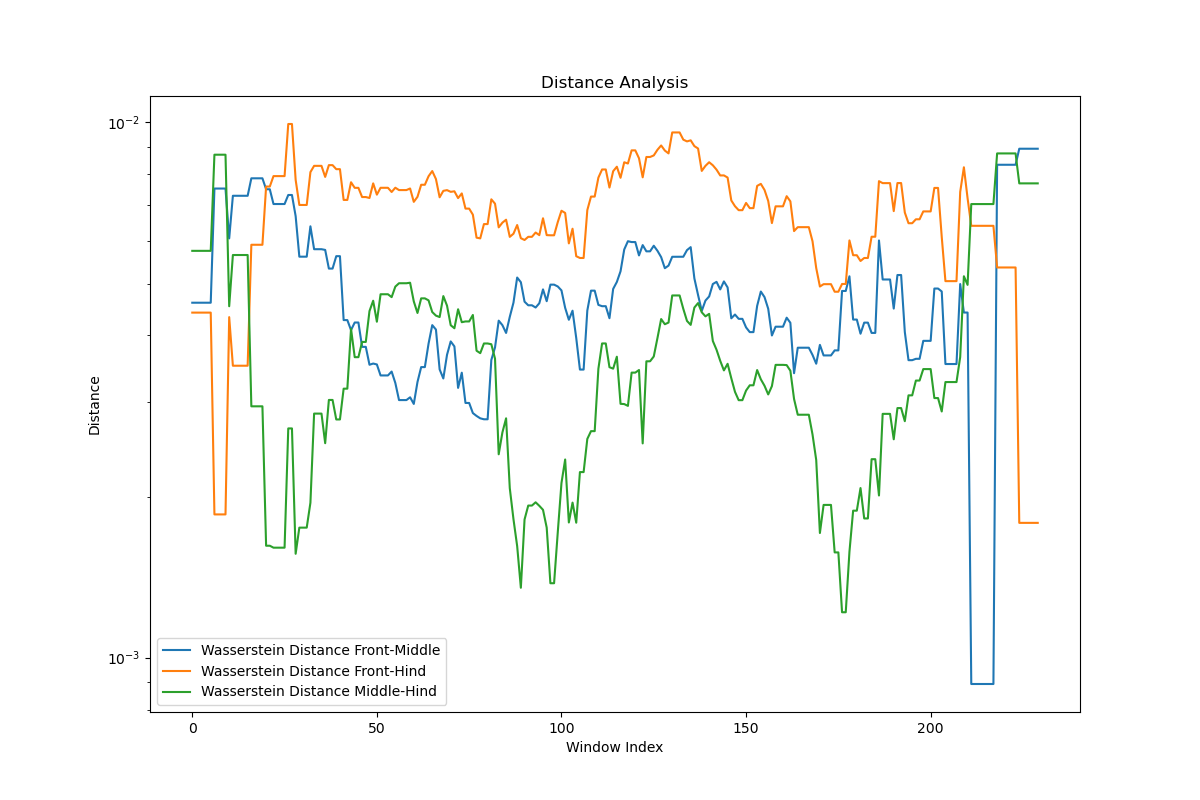 Distance Analysis
10⁻²
10⁻³
Distance
0 50 100 150 200
Window Index
Wasserstein Distance Front-Middle
Wasserstein Distance Front-Hind
Wasserstein Distance Middle-Hind